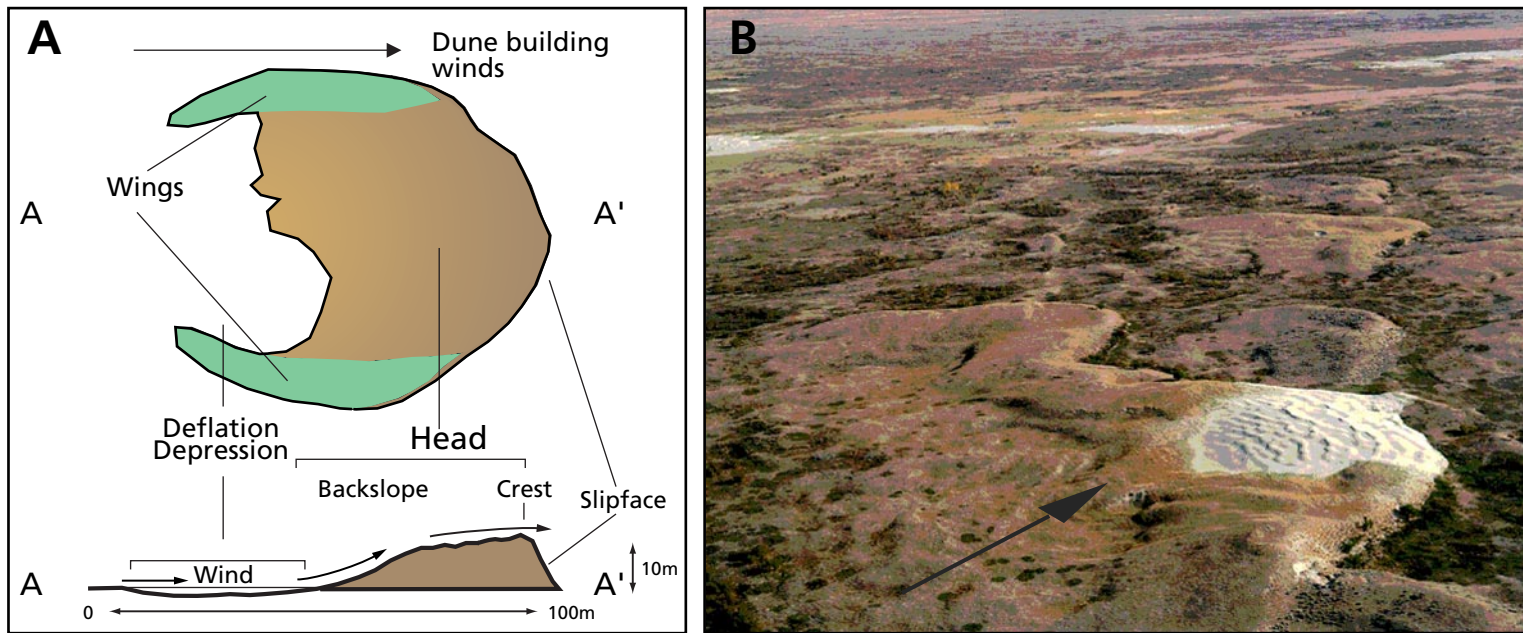 A
Dune building
winds
Wings
A
A'
Deflation
Depression
Head
Backslope
Crest
Slipface
Wind
10m
A
A'
0
100m
B